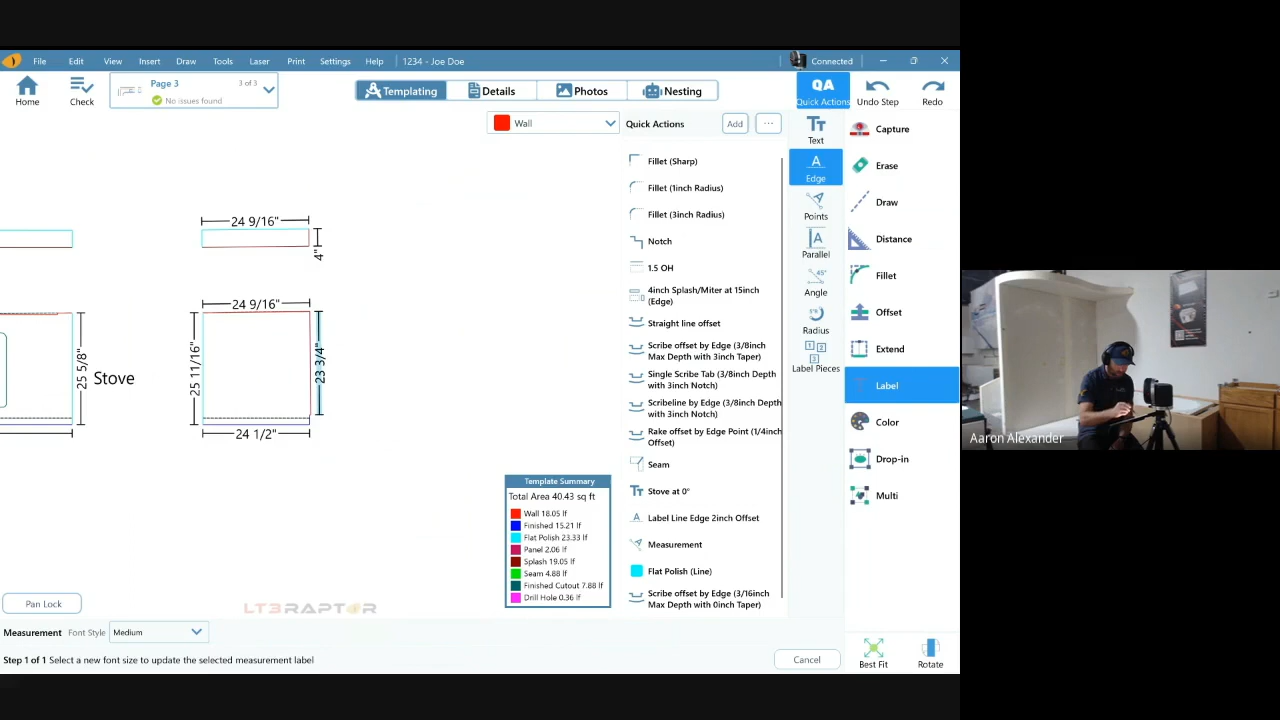 File Edit View Insert Draw Tools Laser Print Settings Help 1234 - Joe Doe Connected
Home
Check
Page 3
3 of 3
No issues found
Templating
Details
Photos
Nesting
QA
Quick Actions
Undo Step
Redo
Wall
Quick Actions
Add
...
Fillet (Sharp)
Fillet (1inch Radius)
Fillet (3inch Radius)
Notch
1.5 OH
4inch Splash/Miter at 15inch
(Edge)
Straight line offset
Scribe offset by Edge (3/8inch
Max Depth with 3inch Taper)
Single Scribe Tab (3/8inch Depth
with 3inch Notch)
Scribeline by Edge (3/8inch Depth
with 3inch Notch)
Rake offset by Edge Point (1/4inch
Offset)
Seam
Stove at 0°
Label Line Edge 2inch Offset
Measurement
Flat Polish (Line)
Scribe offset by Edge (3/16inch
Max Depth with 0inch Taper)
Text
Edge
Points
Parallel
45°
Angle
Radius
1 2
3
Label Pieces
Capture
Erase
Draw
Distance
Fillet
Offset
Extend
Label
Color
Drop-in
Multi
24 9/16"
4"
24 9/16"
25 5/8"
Stove
25 11/16"
23 3/4"
24 1/2"
Template Summary
Total Area 40.43 sq ft
Wall 18.05 lf
Finished 15.21 lf
Flat Polish 23.33 lf
Panel 2.06 lf
Splash 19.05 lf
Seam 4.88 lf
Finished Cutout 7.88 lf
Drill Hole 0.36 lf
Pan Lock
LT3RAPTOR
Measurement Font Style Medium
Step 1 of 1 Select a new font size to update the selected measurement label
Cancel
Best Fit
Rotate
Aaron Alexander